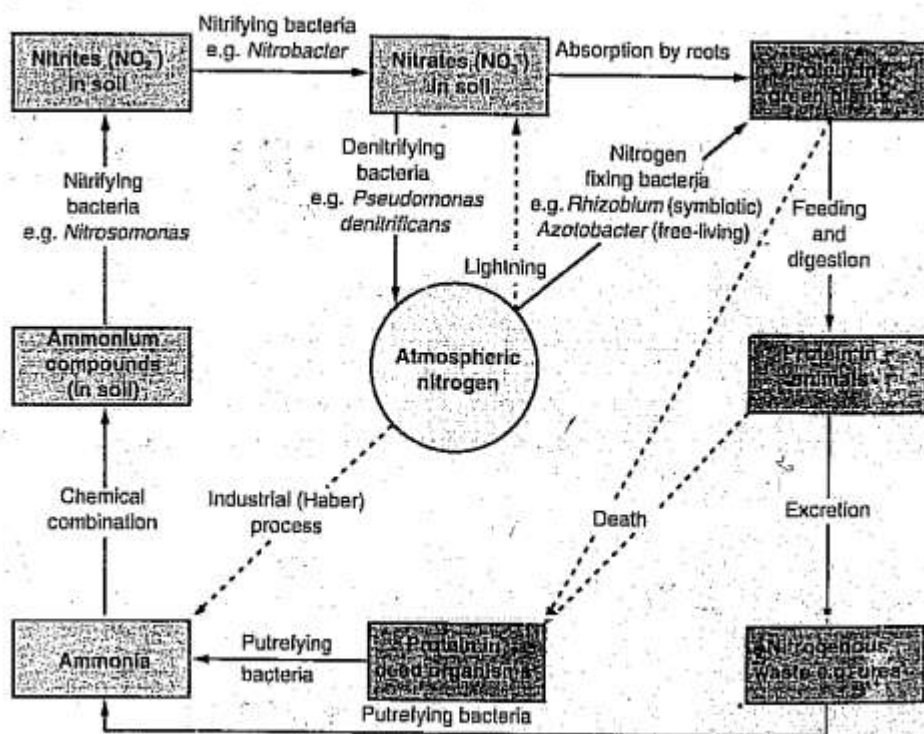 Nitrites (NO₂⁻)
in soil
Nitrifying bacteria
e.g. Nitrobacter
Nitrates (NO₃⁻)
in soil
Absorption by roots
Protein in
green plants
Nitrifying
bacteria
e.g. Nitrosomonas
Denitrifying
bacteria
e.g. Pseudomonas
denitrificans
Lightning
Nitrogen
fixing bacteria
e.g. Rhizobium (symbiotic)
Azotobacter (free-living)
Feeding
and
digestion
Ammonium
compounds
(in soil)
Atmospheric
nitrogen
Protein in
animals
Chemical
combination
Industrial (Haber)
process
Death
Excretion
Ammonia
Putrefying
bacteria
Protein in
dead organisms
Nitrogenous
waste e.g. urea
Putrefying bacteria